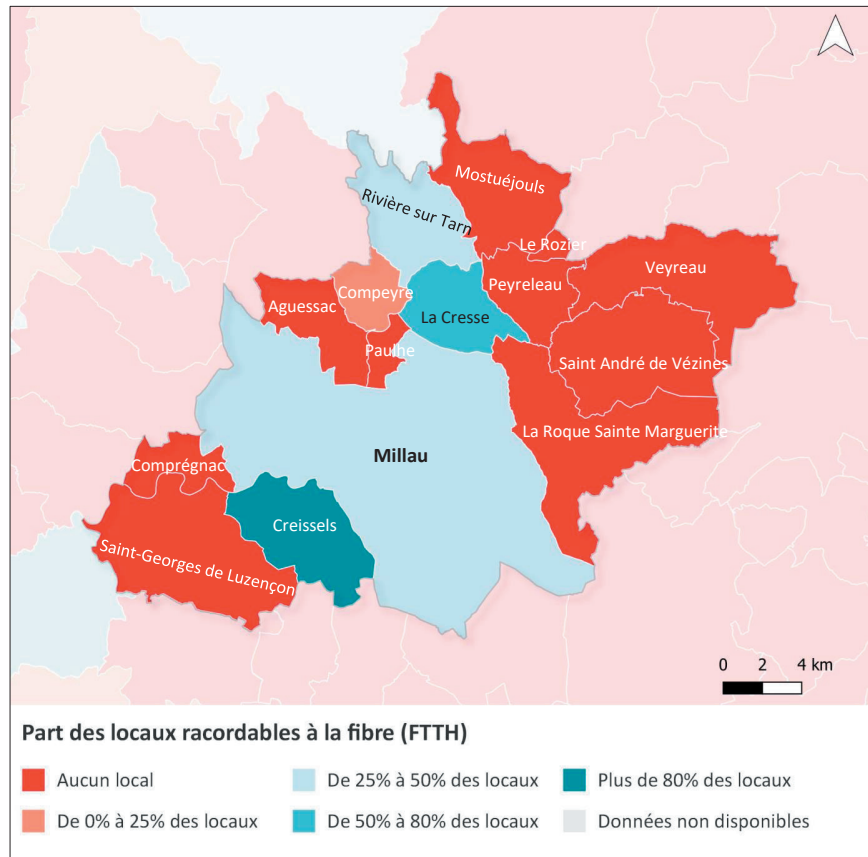 Mostuéjouls
Rivière sur Tarn
Le Rozier
Veyreau
Peyreleau
Compeyre
Aguessac
La Cresse
Paulhe
Saint André de Vézines
La Roque Sainte Marguerite
Millau
Comprégnac
Creissels
Saint-Georges de Luzençon
0 2 4 km
Part des locaux racordables à la fibre (FTTH)
Aucun local
De 25% à 50% des locaux
Plus de 80% des locaux
De 0% à 25% des locaux
De 50% à 80% des locaux
Données non disponibles